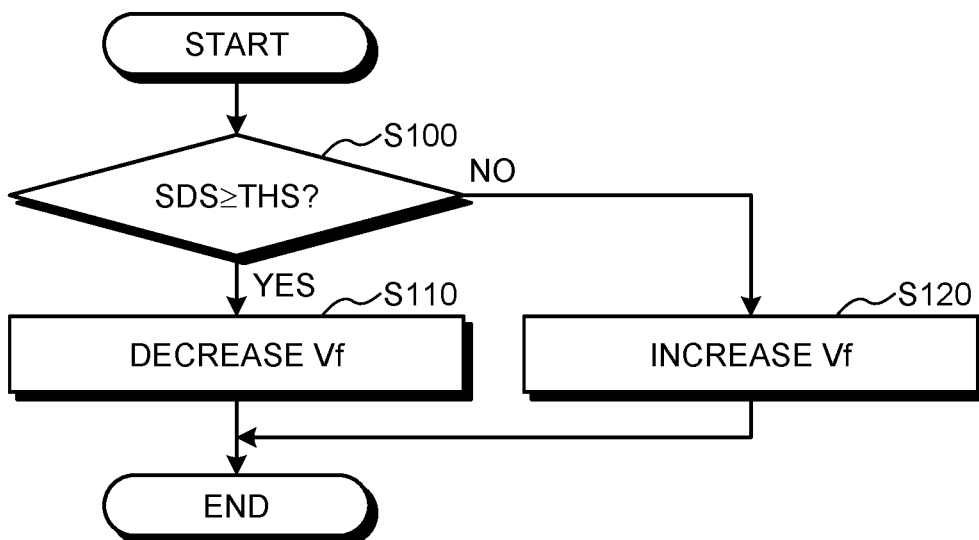 START
S100
SDS≥THS?
NO
YES
S110
DECREASE Vf
S120
INCREASE Vf
END